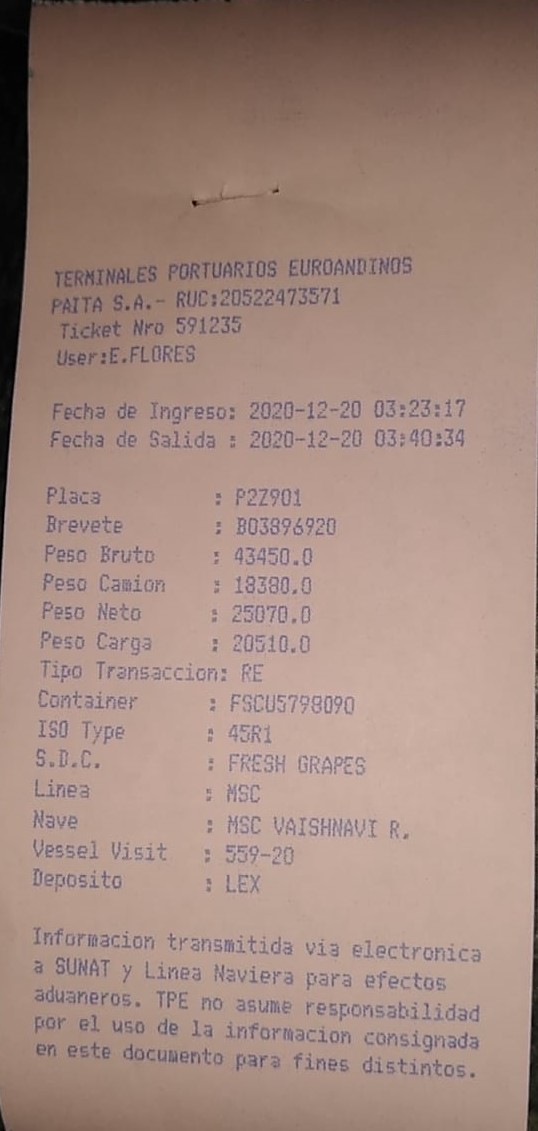 TERMINALES PORTUARIOS EUROANDINOS
PAITA S.A.- RUC:20522473571
Ticket Nro 591235
User:E.FLORES
Fecha de Ingreso: 2020-12-20 03:23:17
Fecha de Salida : 2020-12-20 03:40:34
Placa : P2Z901
Brevete : B03896920
Peso Bruto : 43450.0
Peso Camion : 18380.0
Peso Neto : 25070.0
Peso Carga : 20510.0
Tipo Transaccion: RE
Container : FSCU5798090
ISO Type : 45R1
S.D.C. : FRESH GRAPES
Linea : MSC
Nave : MSC VAISHNAVI R.
Vessel Visit : 559-20
Deposito : LEX
Informacion transmitida via electronica
a SUNAT y Linea Naviera para efectos
aduaneros. TPE no asume responsabilidad
por el uso de la informacion consignada
en este documento para fines distintos.